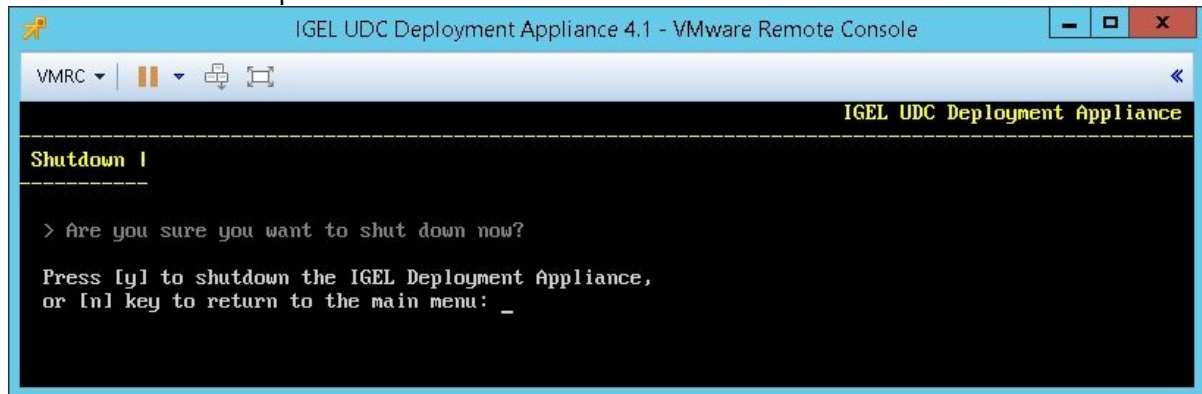 IGEL UDC Deployment Appliance 4.1 - VMware Remote Console
VMRC
IGEL UDC Deployment Appliance
Shutdown |
> Are you sure you want to shut down now?
Press [y] to shutdown the IGEL Deployment Appliance,
or [n] key to return to the main menu: _